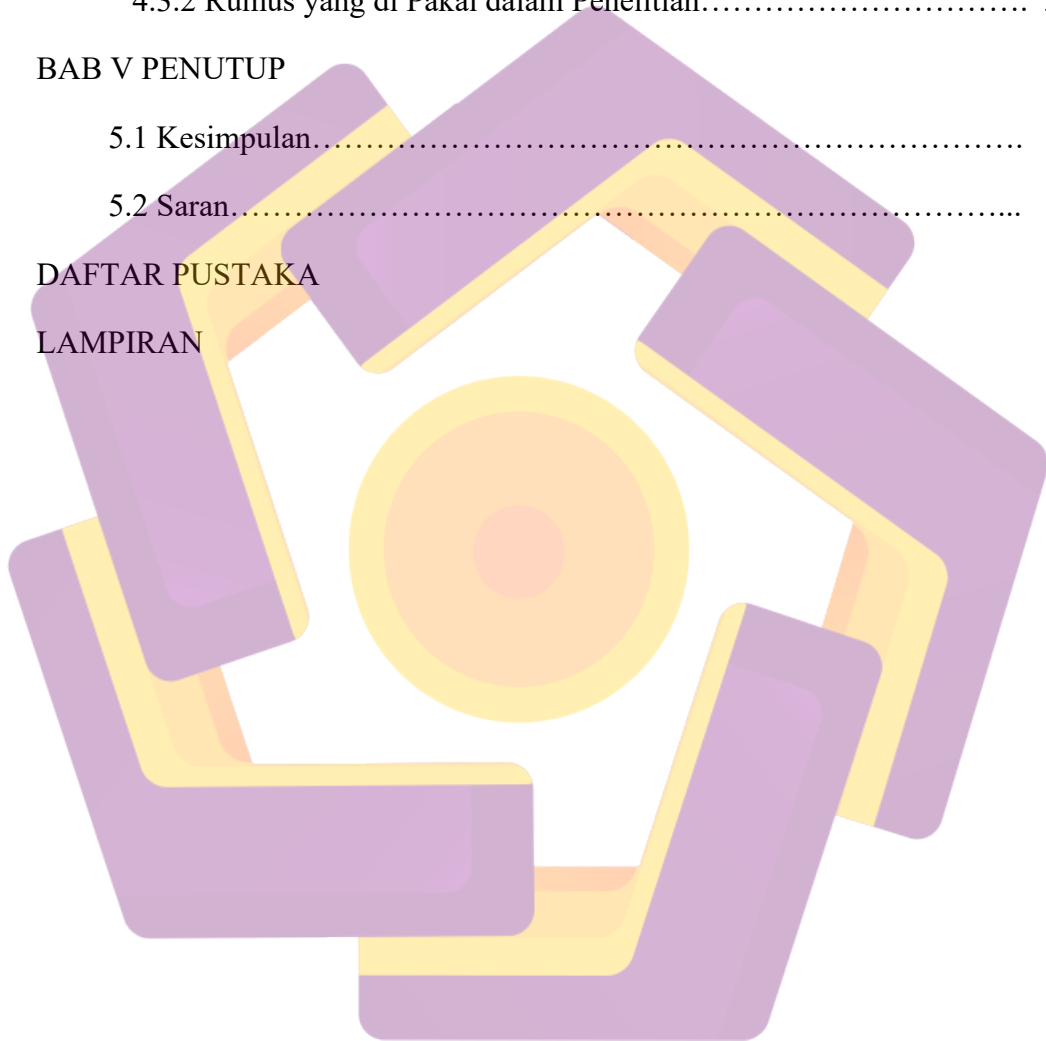 4.3.2 Rumus yang di Pakai dalam Penelitian……………………………
BAB V PENUTUP
5.1 Kesimpulan…………………………………………………………………….
5.2 Saran…………………………………………………………………………...
DAFTAR PUSTAKA
LAMPIRAN